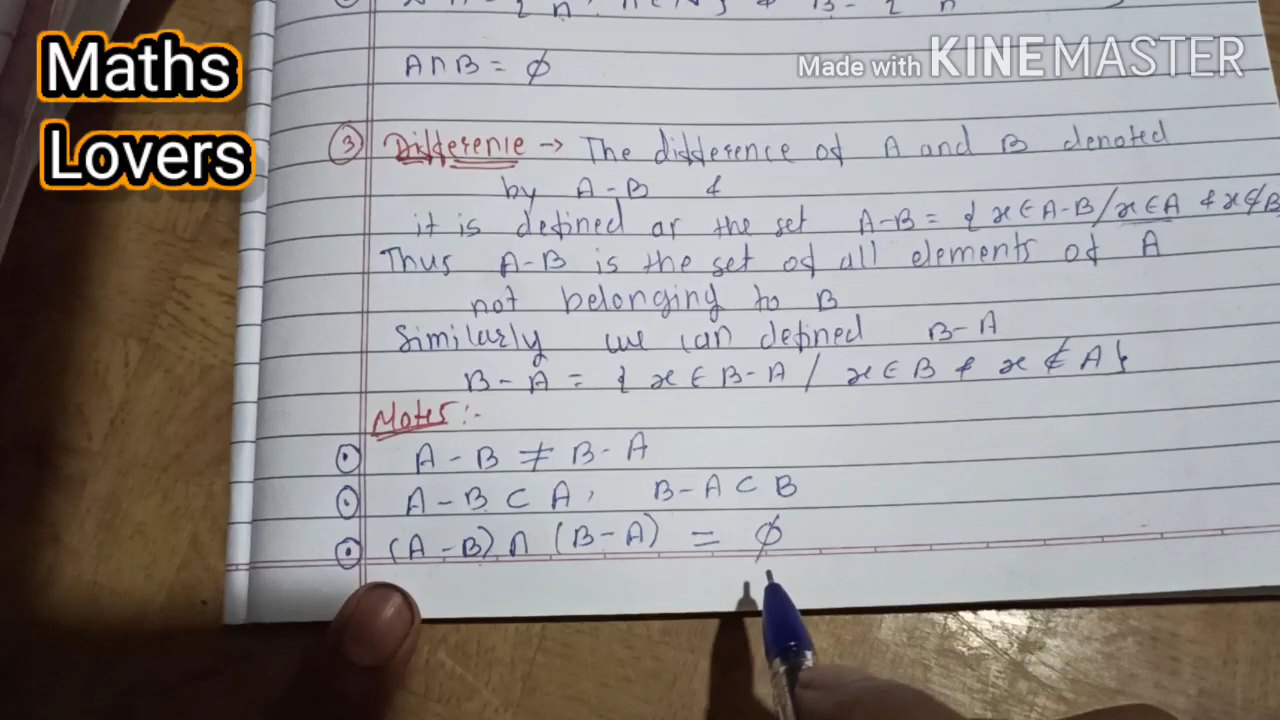 Maths
Lovers
Made with KINEMASTER
A∩B = ϕ
③ Difference → The difference of A and B denoted
by A-B &
it is defined as the set A-B = { x∈A-B/x∈A & x∉B
Thus A-B is the set of all elements of A
not belonging to B
Similarly we can defined B-A
B-A = { x∈B-A / x∈B & x∉A}
Notes:-
⊙ A-B ≠ B-A
⊙ A-B ⊂ A, B-A ⊂ B
⊙ (A-B) ∩ (B-A) = ϕ